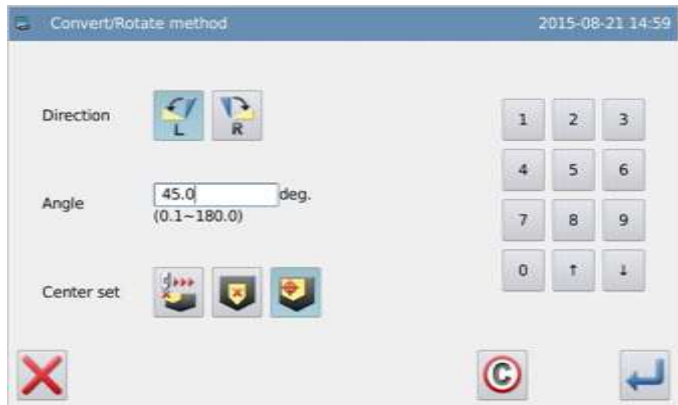 Convert/Rotate method 2015-08-21 14:59
Direction L R
1 2 3
4 5 6
Angle 45.0 deg.
(0.1~180.0)
7 8 9
0 ↑ ↓
Center set
C